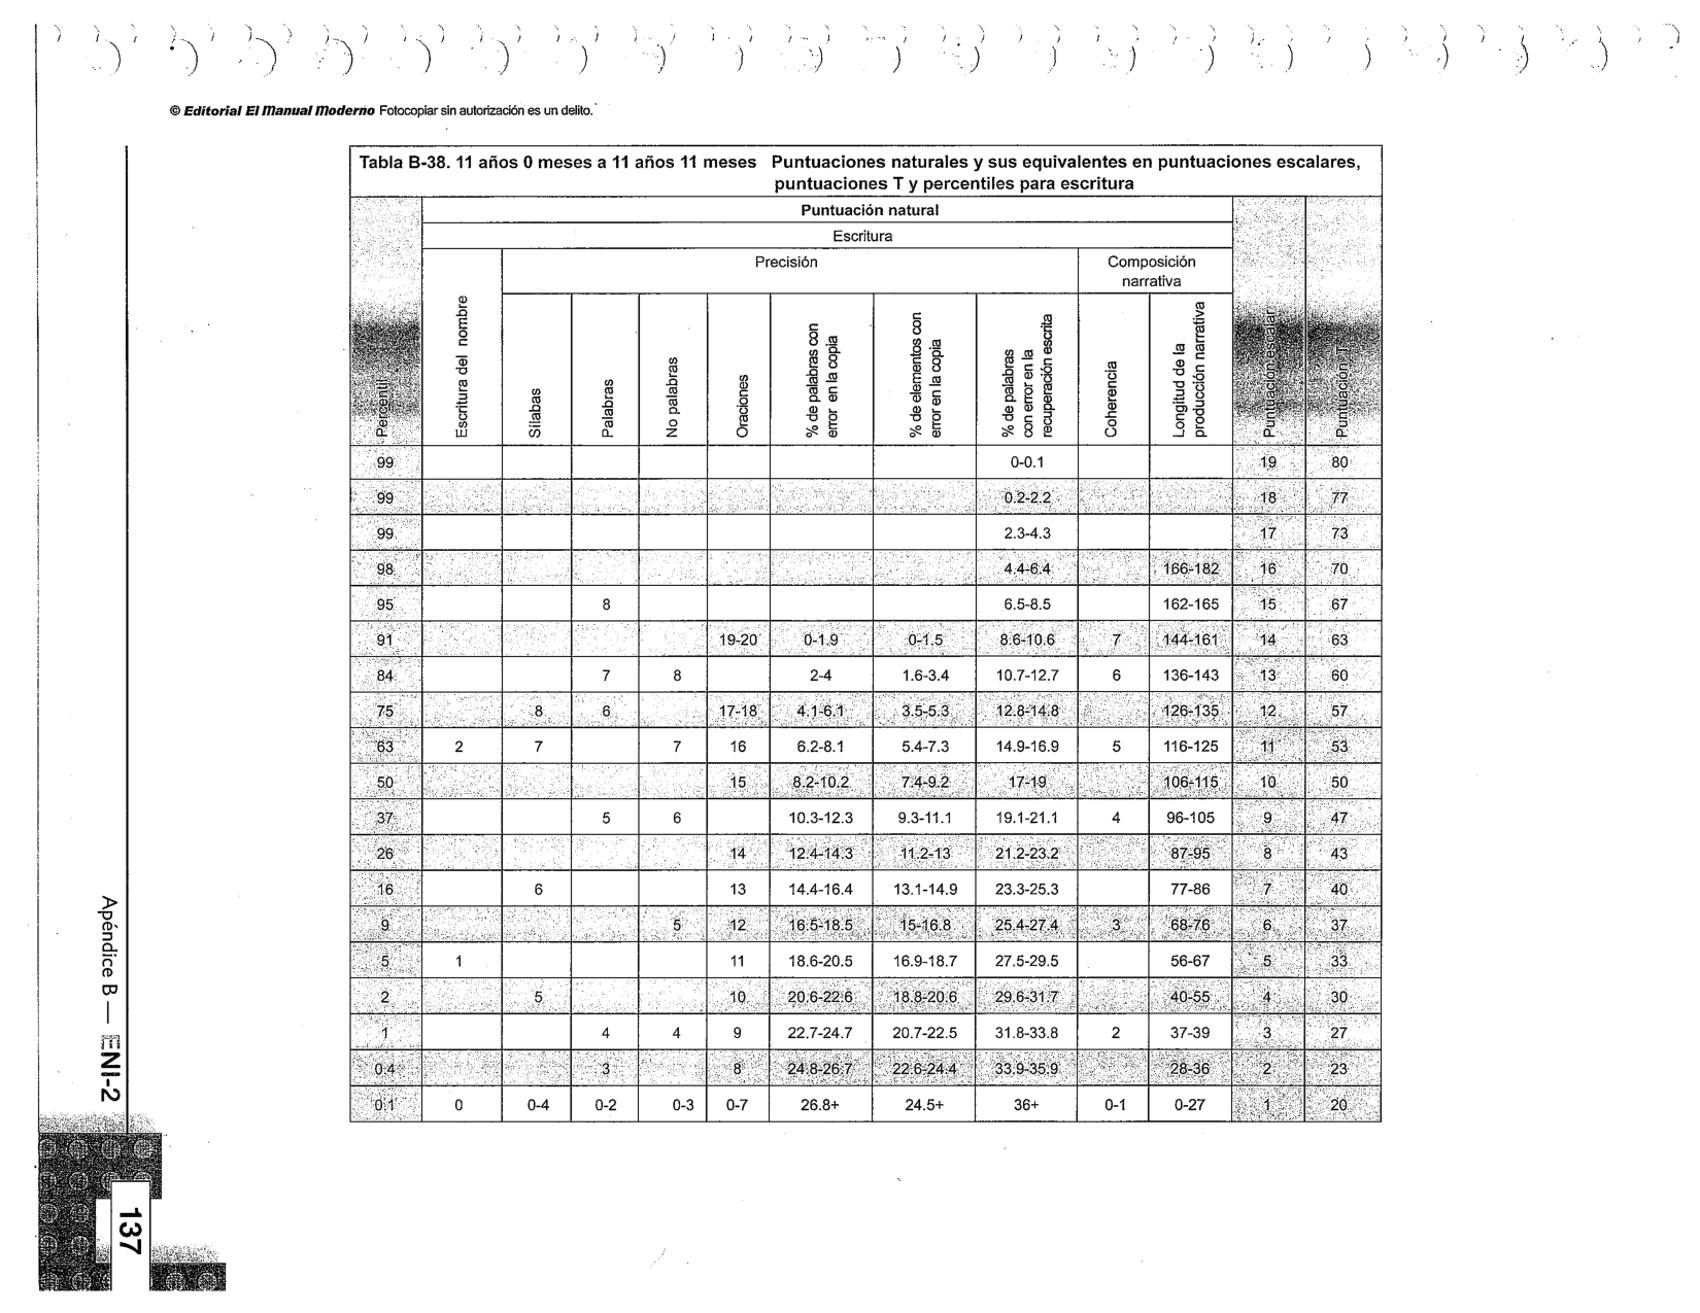 © Editorial El Manual Moderno Fotocopiar sin autorización es un delito.
Tabla B-38. 11 años 0 meses a 11 años 11 meses Puntuaciones naturales y sus equivalentes en puntuaciones escalares,
puntuaciones T y percentiles para escritura
Puntuación natural
Escritura
Precisión
Composición
narrativa
Percentil
Escritura del nombre
Sílabas
Palabras
No palabras
Oraciones
% de palabras con
error en la copia
% de elementos con
error en la copia
% de palabras
con error en la
recuperación escrita
Coherencia
Longitud de la
producción narrativa
Puntuación escalar
Puntuación T
99 0-0.1 19 80
99 0.2-2.2 18 77
99 2.3-4.3 17 73
98 4.4-6.4 166-182 16 70
95 8 6.5-8.5 162-165 15 67
91 19-20 0-1.9 0-1.5 8.6-10.6 7 144-161 14 63
84 7 8 2-4 1.6-3.4 10.7-12.7 6 136-143 13 60
75 8 6 17-18 4.1-6.1 3.5-5.3 12.8-14.8 126-135 12 57
63 2 7 7 16 6.2-8.1 5.4-7.3 14.9-16.9 5 116-125 11 53
50 15 8.2-10.2 7.4-9.2 17-19 106-115 10 50
37 5 6 10.3-12.3 9.3-11.1 19.1-21.1 4 96-105 9 47
26 14 12.4-14.3 11.2-13 21.2-23.2 87-95 8 43
16 6 13 14.4-16.4 13.1-14.9 23.3-25.3 77-86 7 40
9 5 12 16.5-18.5 15-16.8 25.4-27.4 3 68-76 6 37
5 1 11 18.6-20.5 16.9-18.7 27.5-29.5 56-67 5 33
2 5 10 20.6-22.6 18.8-20.6 29.6-31.7 40-55 4 30
1 4 4 9 22.7-24.7 20.7-22.5 31.8-33.8 2 37-39 3 27
0.4 3 8 24.8-26.7 22.6-24.4 33.9-35.9 28-36 2 23
0.1 0 0-4 0-2 0-3 0-7 26.8+ 24.5+ 36+ 0-1 0-27 1 20
Apéndice B — ENI-2
137